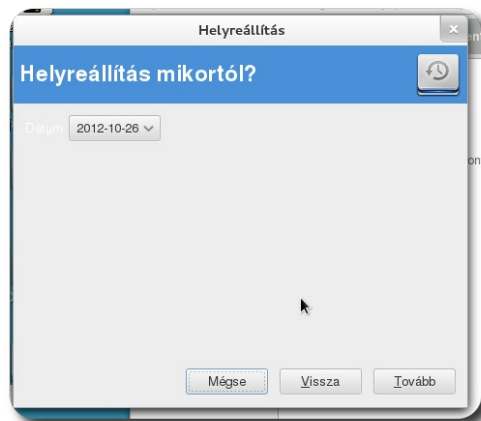 Helyreállítás
Helyreállítás mikortól?
Dátum 2012-10-26
Mégse Vissza Tovább